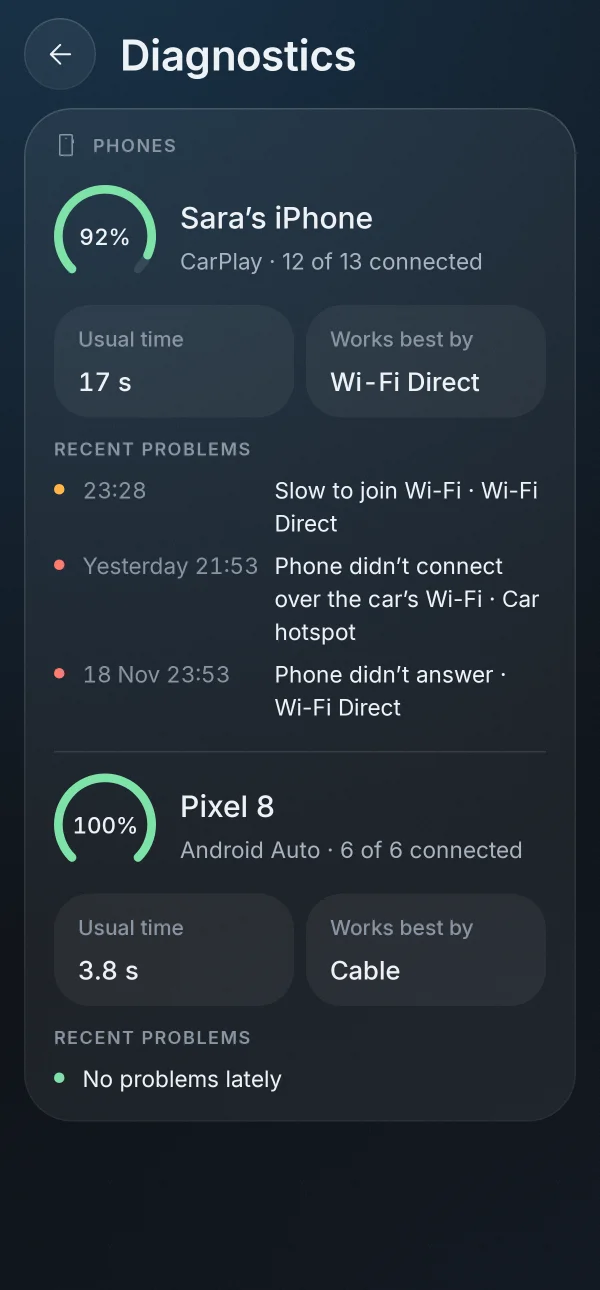 Diagnostics
PHONES
92%
Sara’s iPhone
CarPlay · 12 of 13 connected
Usual time
17 s
Works best by
Wi-Fi Direct
RECENT PROBLEMS
23:28
Slow to join Wi-Fi · Wi-Fi
Direct
Yesterday 21:53
Phone didn’t connect
over the car’s Wi-Fi · Car
hotspot
18 Nov 23:53
Phone didn’t answer ·
Wi-Fi Direct
100%
Pixel 8
Android Auto · 6 of 6 connected
Usual time
3.8 s
Works best by
Cable
RECENT PROBLEMS
No problems lately